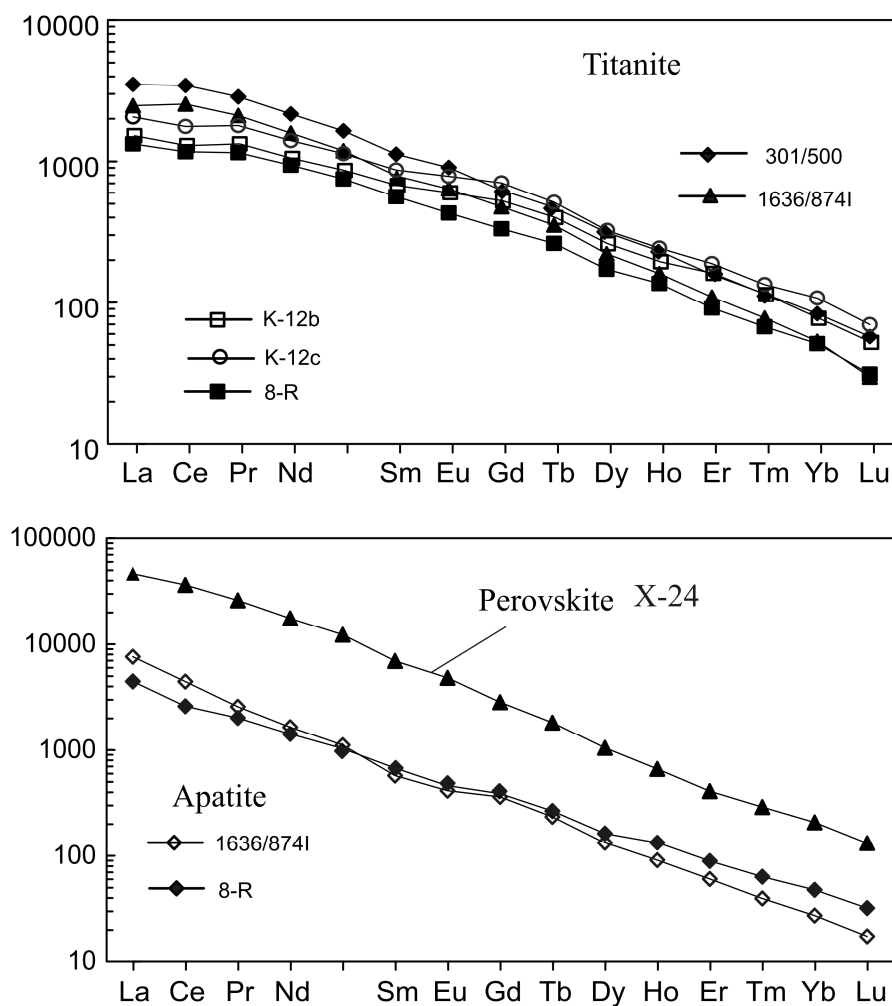 10000
Titanite
1000
301/500
1636/874I
100
K-12b
K-12c
8-R
10
La Ce Pr Nd Sm Eu Gd Tb Dy Ho Er Tm Yb Lu
100000
Perovskite X-24
10000
1000
Apatite
1636/874I
100
8-R
10
La Ce Pr Nd Sm Eu Gd Tb Dy Ho Er Tm Yb Lu